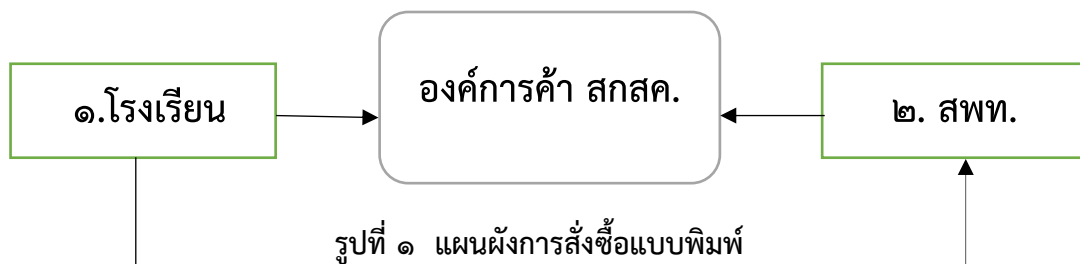 องค์การค้า สกสค.
๑.โรงเรียน
๒. สพท.
รูปที่ ๑ แผนผังการสั่งซื้อแบบพิมพ์